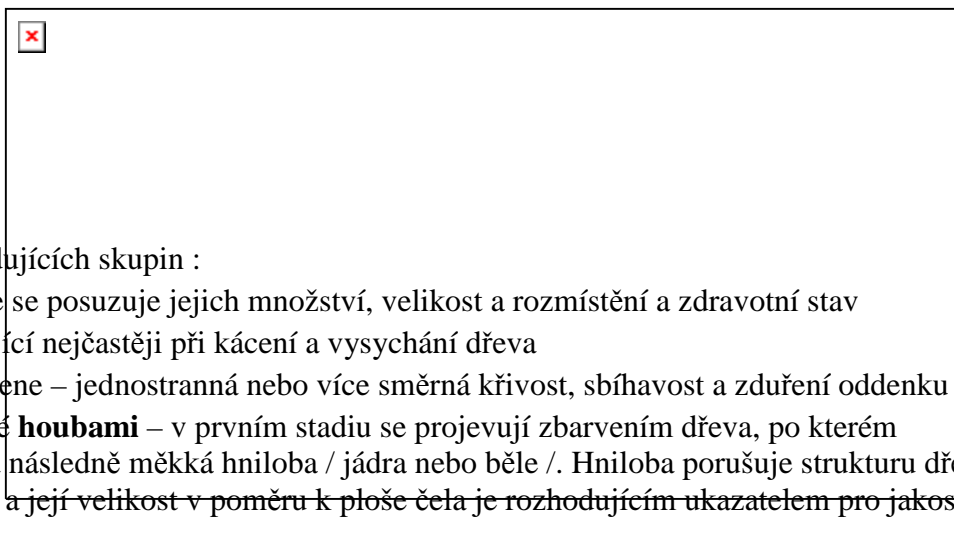 ujících skupin :
se posuzuje jejich množství, velikost a rozmístění a zdravotní stav
ící nejčastěji při kácení a vysychání dřeva
ene – jednostranná nebo více směrná křivost, sbíhavost a zduření oddenku
houbami – v prvním stadiu se projevují zbarvením dřeva, po kterém
následně měkká hniloba / jádra nebo běle /. Hniloba porušuje strukturu dř
a její velikost v poměru k ploše čela je rozhodujícím ukazatelem pro jakos